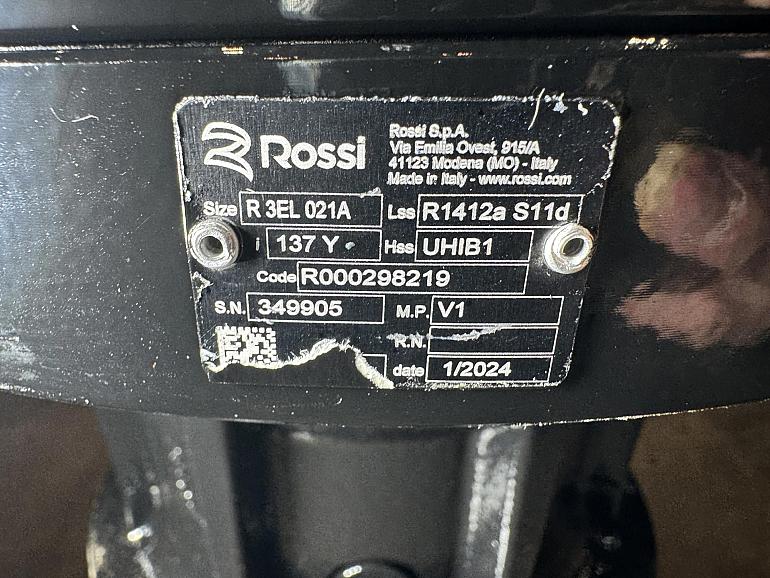 Rossi
Rossi S.p.A.
Via Emilia Ovest, 915/A
41123 Modena (MO) - Italy
Made in Italy - www.rossi.com
Size R 3EL 021A Lss R1412a S11d
i 137 Y Hss UHIB1
Code R000298219
S.N. 349905 M.P. V1
R.N.
date 1/2024